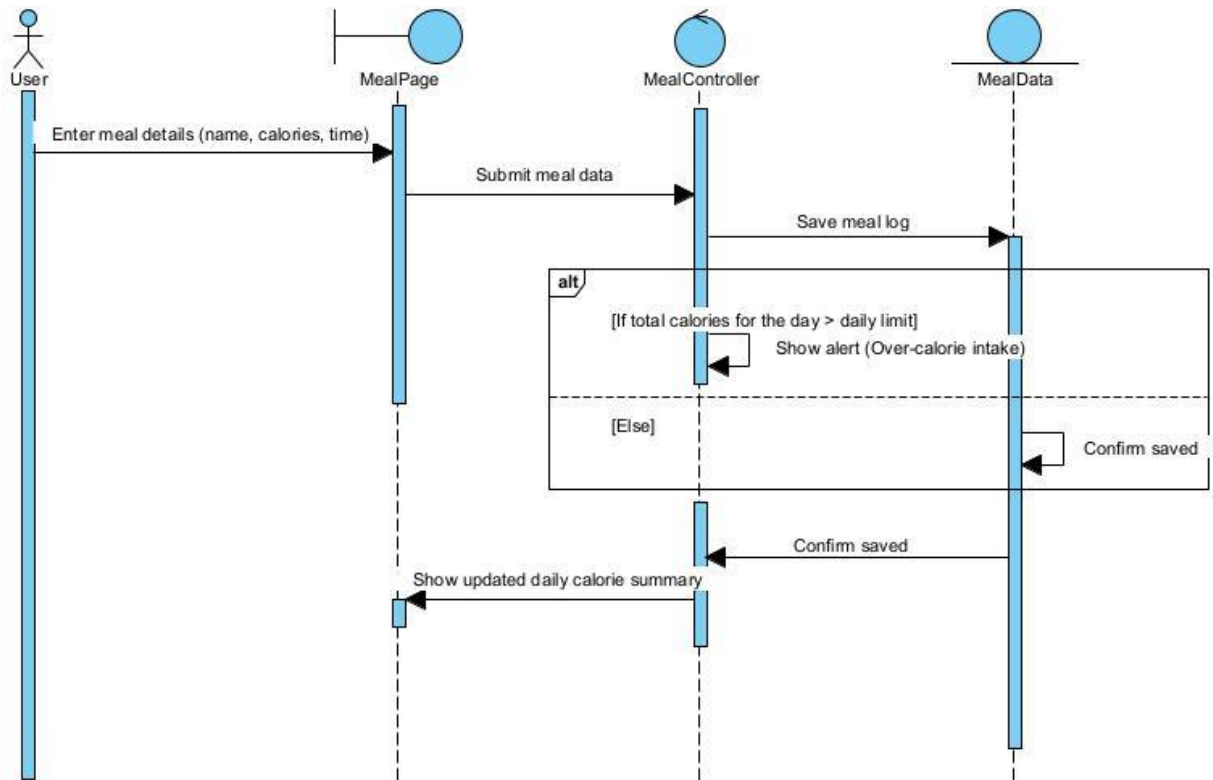 User
MealPage
MealController
MealData
Enter meal details (name, calories, time)
Submit meal data
Save meal log
alt
[If total calories for the day > daily limit]
Show alert (Over-calorie intake)
[Else]
Confirm saved
Confirm saved
Show updated daily calorie summary